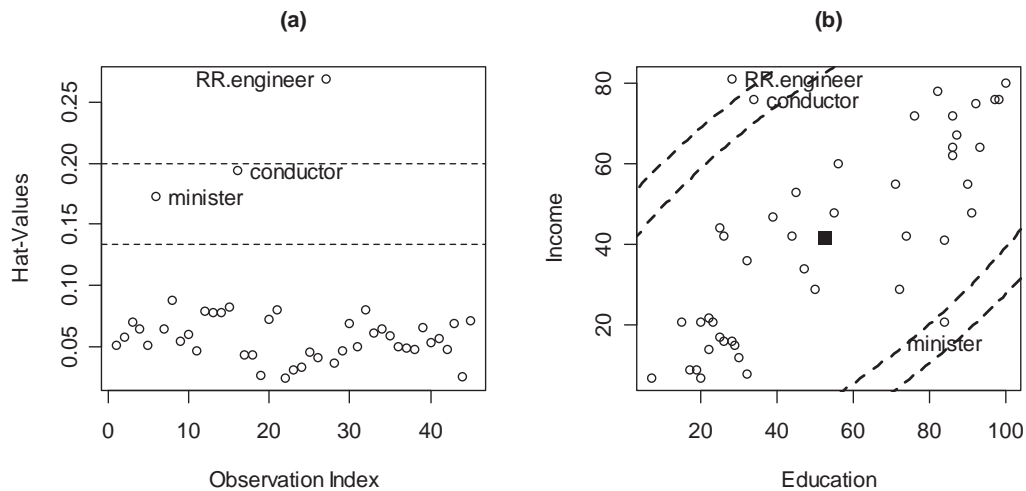 (a)
RR.engineer
conductor
minister
Hat-Values
0.05 0.10 0.15 0.20 0.25
0 10 20 30 40
Observation Index
(b)
RR.engineer
conductor
minister
Income
20 40 60 80
20 40 60 80 100
Education